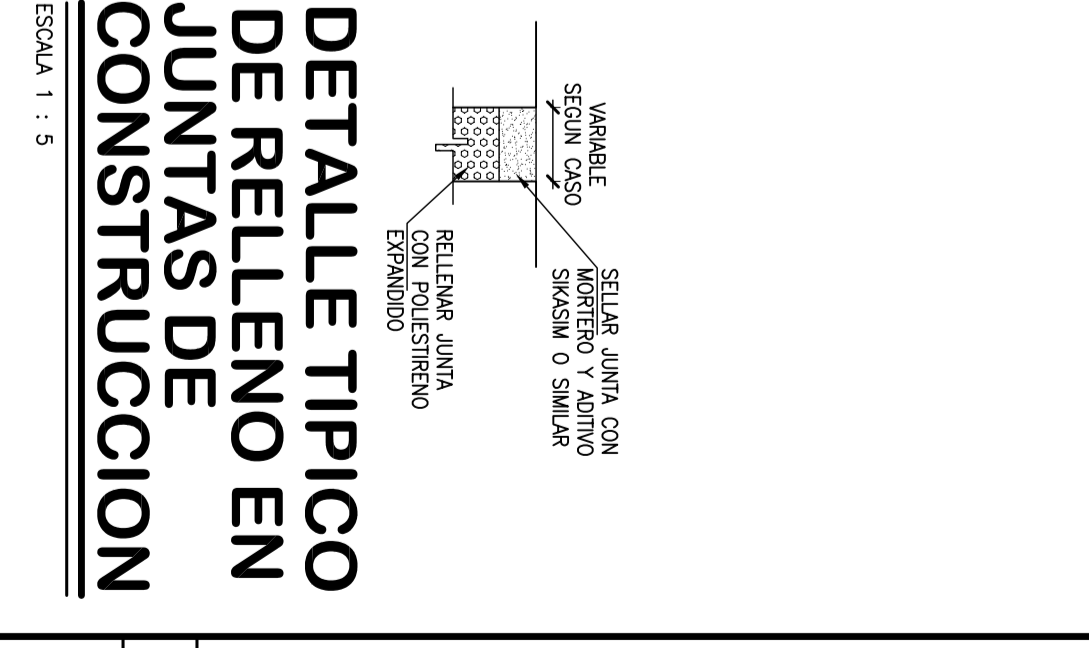 VARIABLE
SEGUN CASO
SELLAR JUNTA CON
MORTERO Y ADITIVO
SIKASIM O SIMILAR
RELLENAR JUNTA
CON POLIESTIRENO
EXPANDIDO
DETALLE TIPICO
DE RELLENO EN
JUNTAS DE
CONSTRUCCION
ESCALA 1 : 5